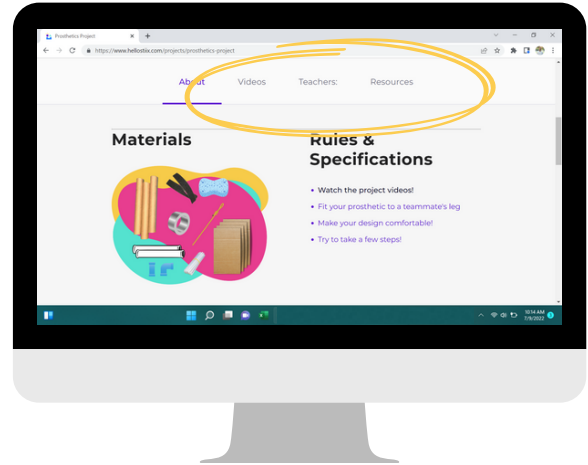 Prosthetics Project
https://www.hellostiix.com/projects/prosthetics-project
About Videos Teachers: Resources
Materials
Rules &
Specifications
Watch the project videos!
Fit your prosthetic to a teammate's leg
Make your design comfortable!
Try to take a few steps!
10:14 AM
7/9/2022